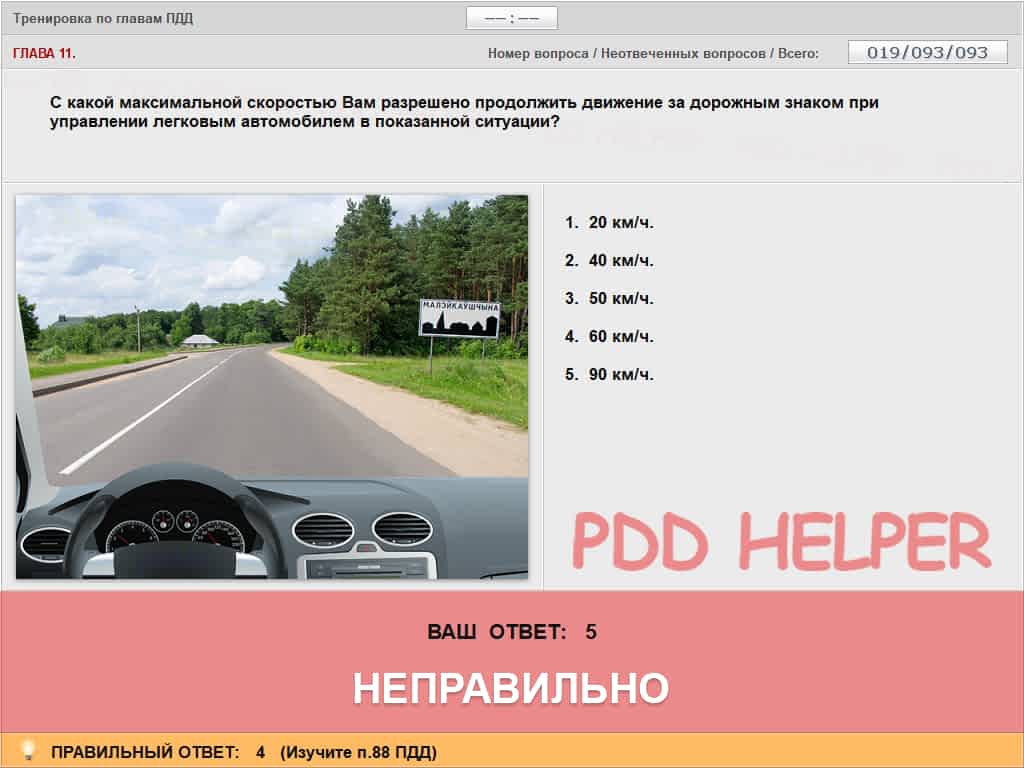 Тренировка по главам ПДД
—— : ——
ГЛАВА 11.
Номер вопроса / Неотвеченных вопросов / Всего:
019/093/093
С какой максимальной скоростью Вам разрешено продолжить движение за дорожным знаком при
управлении легковым автомобилем в показанной ситуации?
МАЛЭЙКАЎШЧЫНА
1. 20 км/ч.
2. 40 км/ч.
3. 50 км/ч.
4. 60 км/ч.
5. 90 км/ч.
PDD HELPER
ВАШ ОТВЕТ: 5
НЕПРАВИЛЬНО
ПРАВИЛЬНЫЙ ОТВЕТ: 4 (Изучите п.88 ПДД)